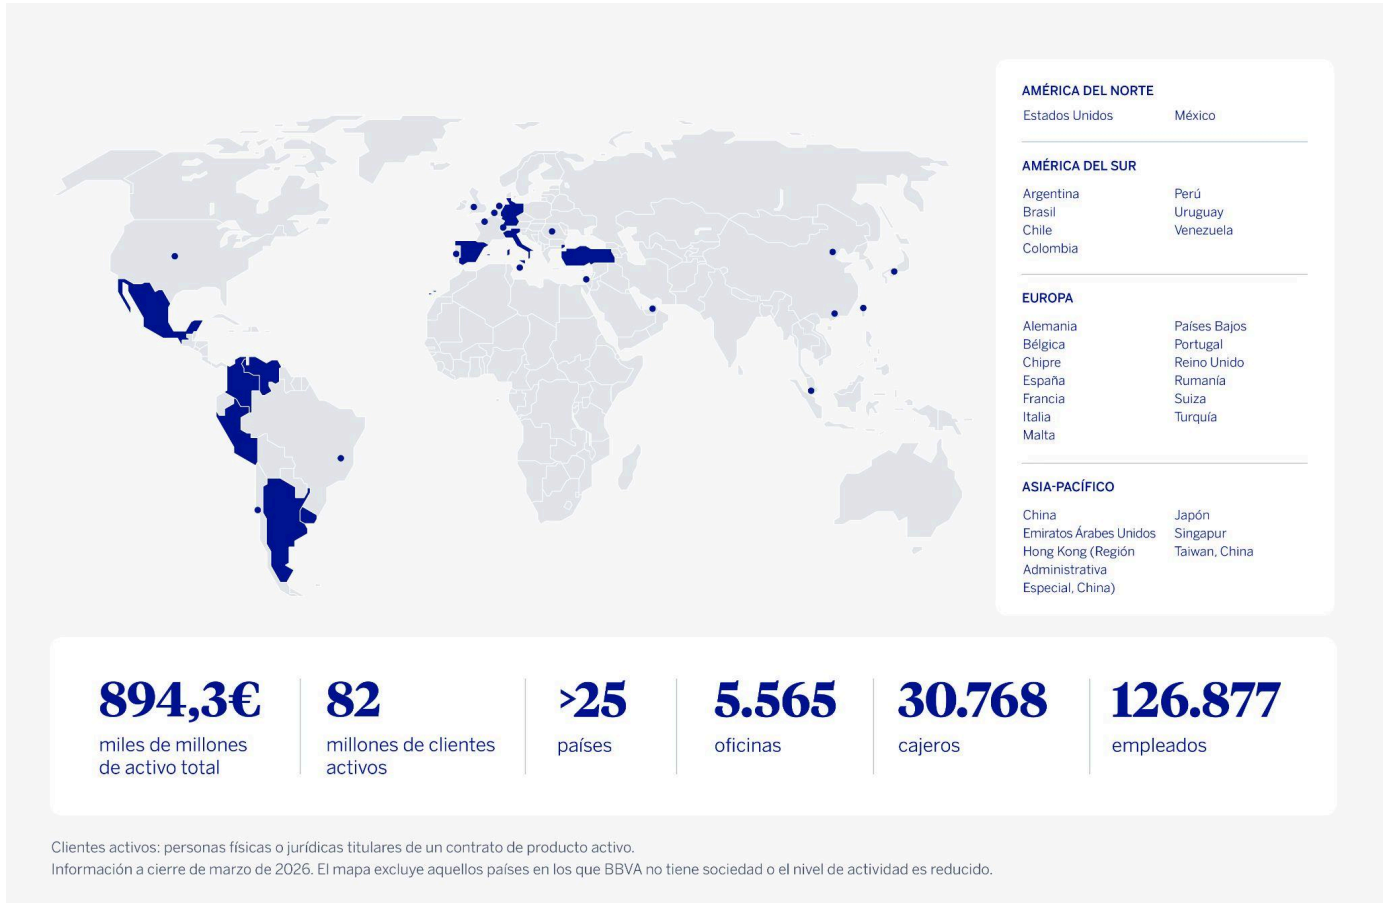 AMÉRICA DEL NORTE
Estados Unidos México
AMÉRICA DEL SUR
Argentina Perú
Brasil Uruguay
Chile Venezuela
Colombia
EUROPA
Alemania Países Bajos
Bélgica Portugal
Chipre Reino Unido
España Rumanía
Francia Suiza
Italia Turquía
Malta
ASIA-PACÍFICO
China Japón
Emiratos Árabes Unidos Singapur
Hong Kong (Región Taiwan, China
Administrativa
Especial, China)
894,3€
miles de millones
de activo total
82
millones de clientes
activos
>25
países
5.565
oficinas
30.768
cajeros
126.877
empleados
Clientes activos: personas físicas o jurídicas titulares de un contrato de producto activo.
Información a cierre de marzo de 2026. El mapa excluye aquellos países en los que BBVA no tiene sociedad o el nivel de actividad es reducido.